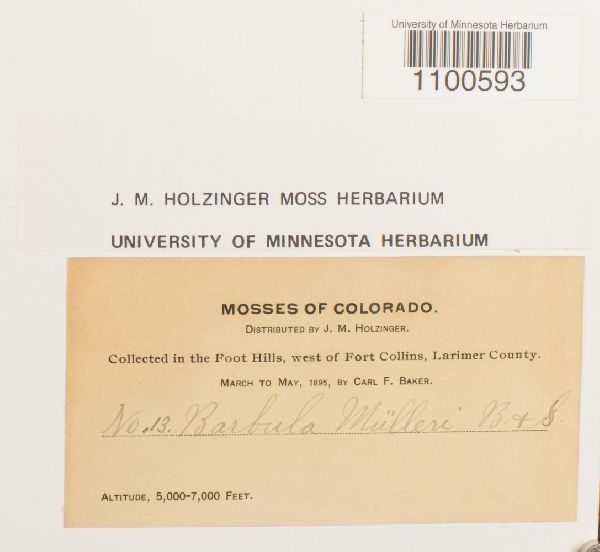 University of Minnesota Herbarium
1100593
J. M. HOLZINGER MOSS HERBARIUM
UNIVERSITY OF MINNESOTA HERBARIUM
MOSSES OF COLORADO.
DISTRIBUTED BY J. M. HOLZINGER.
Collected in the Foot Hills, west of Fort Collins, Larimer County.
MARCH TO MAY, 1895, BY CARL F. BAKER.
No. 13. Barbula Mülleri B. & S.
ALTITUDE, 5,000-7,000 FEET.